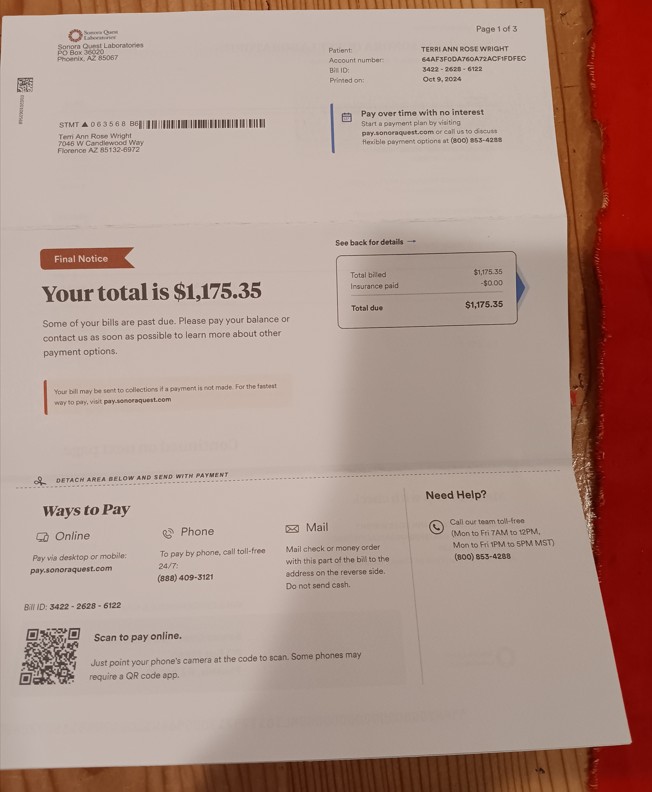 Page 1 of 3
Sonora Quest
Laboratories
Sonora Quest Laboratories
PO Box 36020
Phoenix, AZ 85067
Patient: TERRI ANN ROSE WRIGHT
Account number: 64AF3F0DA760A72ACF1FDFEC
Bill ID: 3422 - 2628 - 6122
Printed on: Oct 9, 2024
STMT ▲ 063568 B6
Terri Ann Rose Wright
7046 W Candlewood Way
Florence AZ 85132-6972
Pay over time with no interest
Start a payment plan by visiting
pay.sonoraquest.com or call us to discuss
flexible payment options at (800) 853-4288
See back for details →
Final Notice
Your total is $1,175.35
Some of your bills are past due. Please pay your balance or
contact us as soon as possible to learn more about other
payment options.
Total billed $1,175.35
Insurance paid -$0.00
Total due $1,175.35
Your bill may be sent to collections if a payment is not made. For the fastest
way to pay, visit pay.sonoraquest.com
DETACH AREA BELOW AND SEND WITH PAYMENT
Ways to Pay
Online
Pay via desktop or mobile:
pay.sonoraquest.com
Phone
To pay by phone, call toll-free
24/7:
(888) 409-3121
Mail
Mail check or money order
with this part of the bill to the
address on the reverse side.
Do not send cash.
Need Help?
Call our team toll-free
(Mon to Fri 7AM to 12PM,
Mon to Fri 1PM to 5PM MST)
(800) 853-4288
Bill ID: 3422 - 2628 - 6122
Scan to pay online.
Just point your phone's camera at the code to scan. Some phones may
require a QR code app.